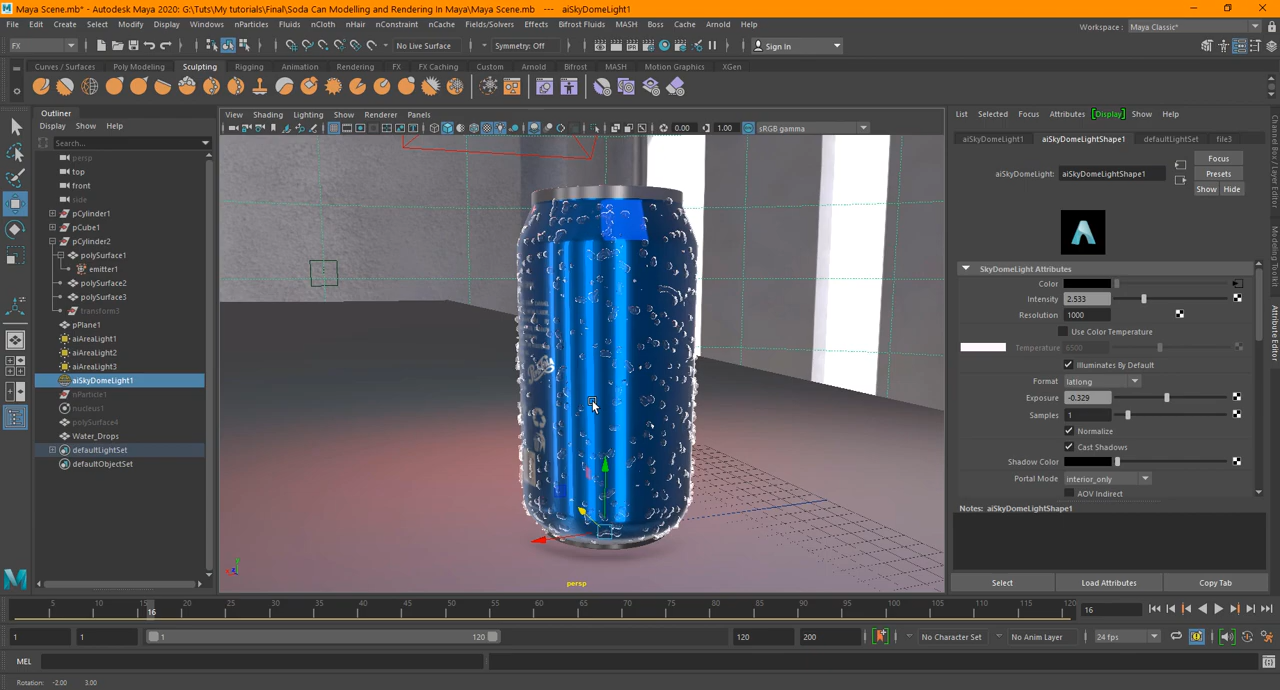 Maya Scene.mb* - Autodesk Maya 2020: G:\Tuts\My tutorials\Final\Soda Can Modelling and Rendering In Maya\Maya Scene.mb   ---   aiSkyDomeLight1
File Edit Create Select Modify Display Windows nParticles Fluids nCloth nHair nConstraint nCache Fields/Solvers Effects Bifrost Fluids MASH Boss Cache Arnold Help
Workspace : Maya Classic*
FX No Live Surface Symmetry: Off Sign In
Curves / Surfaces Poly Modeling Sculpting Rigging Animation Rendering FX FX Caching Custom Arnold Bifrost MASH Motion Graphics XGen
Outliner
Display Show Help
Search...
persp
top
front
side
pCylinder1
pCube1
pCylinder2
polySurface1
emitter1
polySurface2
polySurface3
transform3
pPlane1
aiAreaLight1
aiAreaLight2
aiAreaLight3
aiSkyDomeLight1
nParticle1
nucleus1
polySurface4
Water_Drops
defaultLightSet
defaultObjectSet
View Shading Lighting Show Renderer Panels
0.00 1.00 sRGB gamma
persp
List Selected Focus Attributes [Display] Show Help
aiSkyDomeLight1 aiSkyDomeLightShape1 defaultLightSet file3
aiSkyDomeLight: aiSkyDomeLightShape1
Focus
Presets
Show Hide
SkyDomeLight Attributes
Color
Intensity 2.533
Resolution 1000
Use Color Temperature
Temperature 6500
Illuminates By Default
Format latlong
Exposure -0.329
Samples 1
Normalize
Cast Shadows
Shadow Color
Portal Mode interior_only
AOV Indirect
Notes: aiSkyDomeLightShape1
Select Load Attributes Copy Tab
Channel Box / Layer Editor
Modeling Toolkit
Attribute Editor
5 10 15 16 20 25 30 35 40 45 50 55 60 65 70 75 80 85 90 95 100 105 110 115 120 16
1 1 1 120 120 200 No Character Set No Anim Layer 24 fps
MEL
Rotation: -2.00 3.00